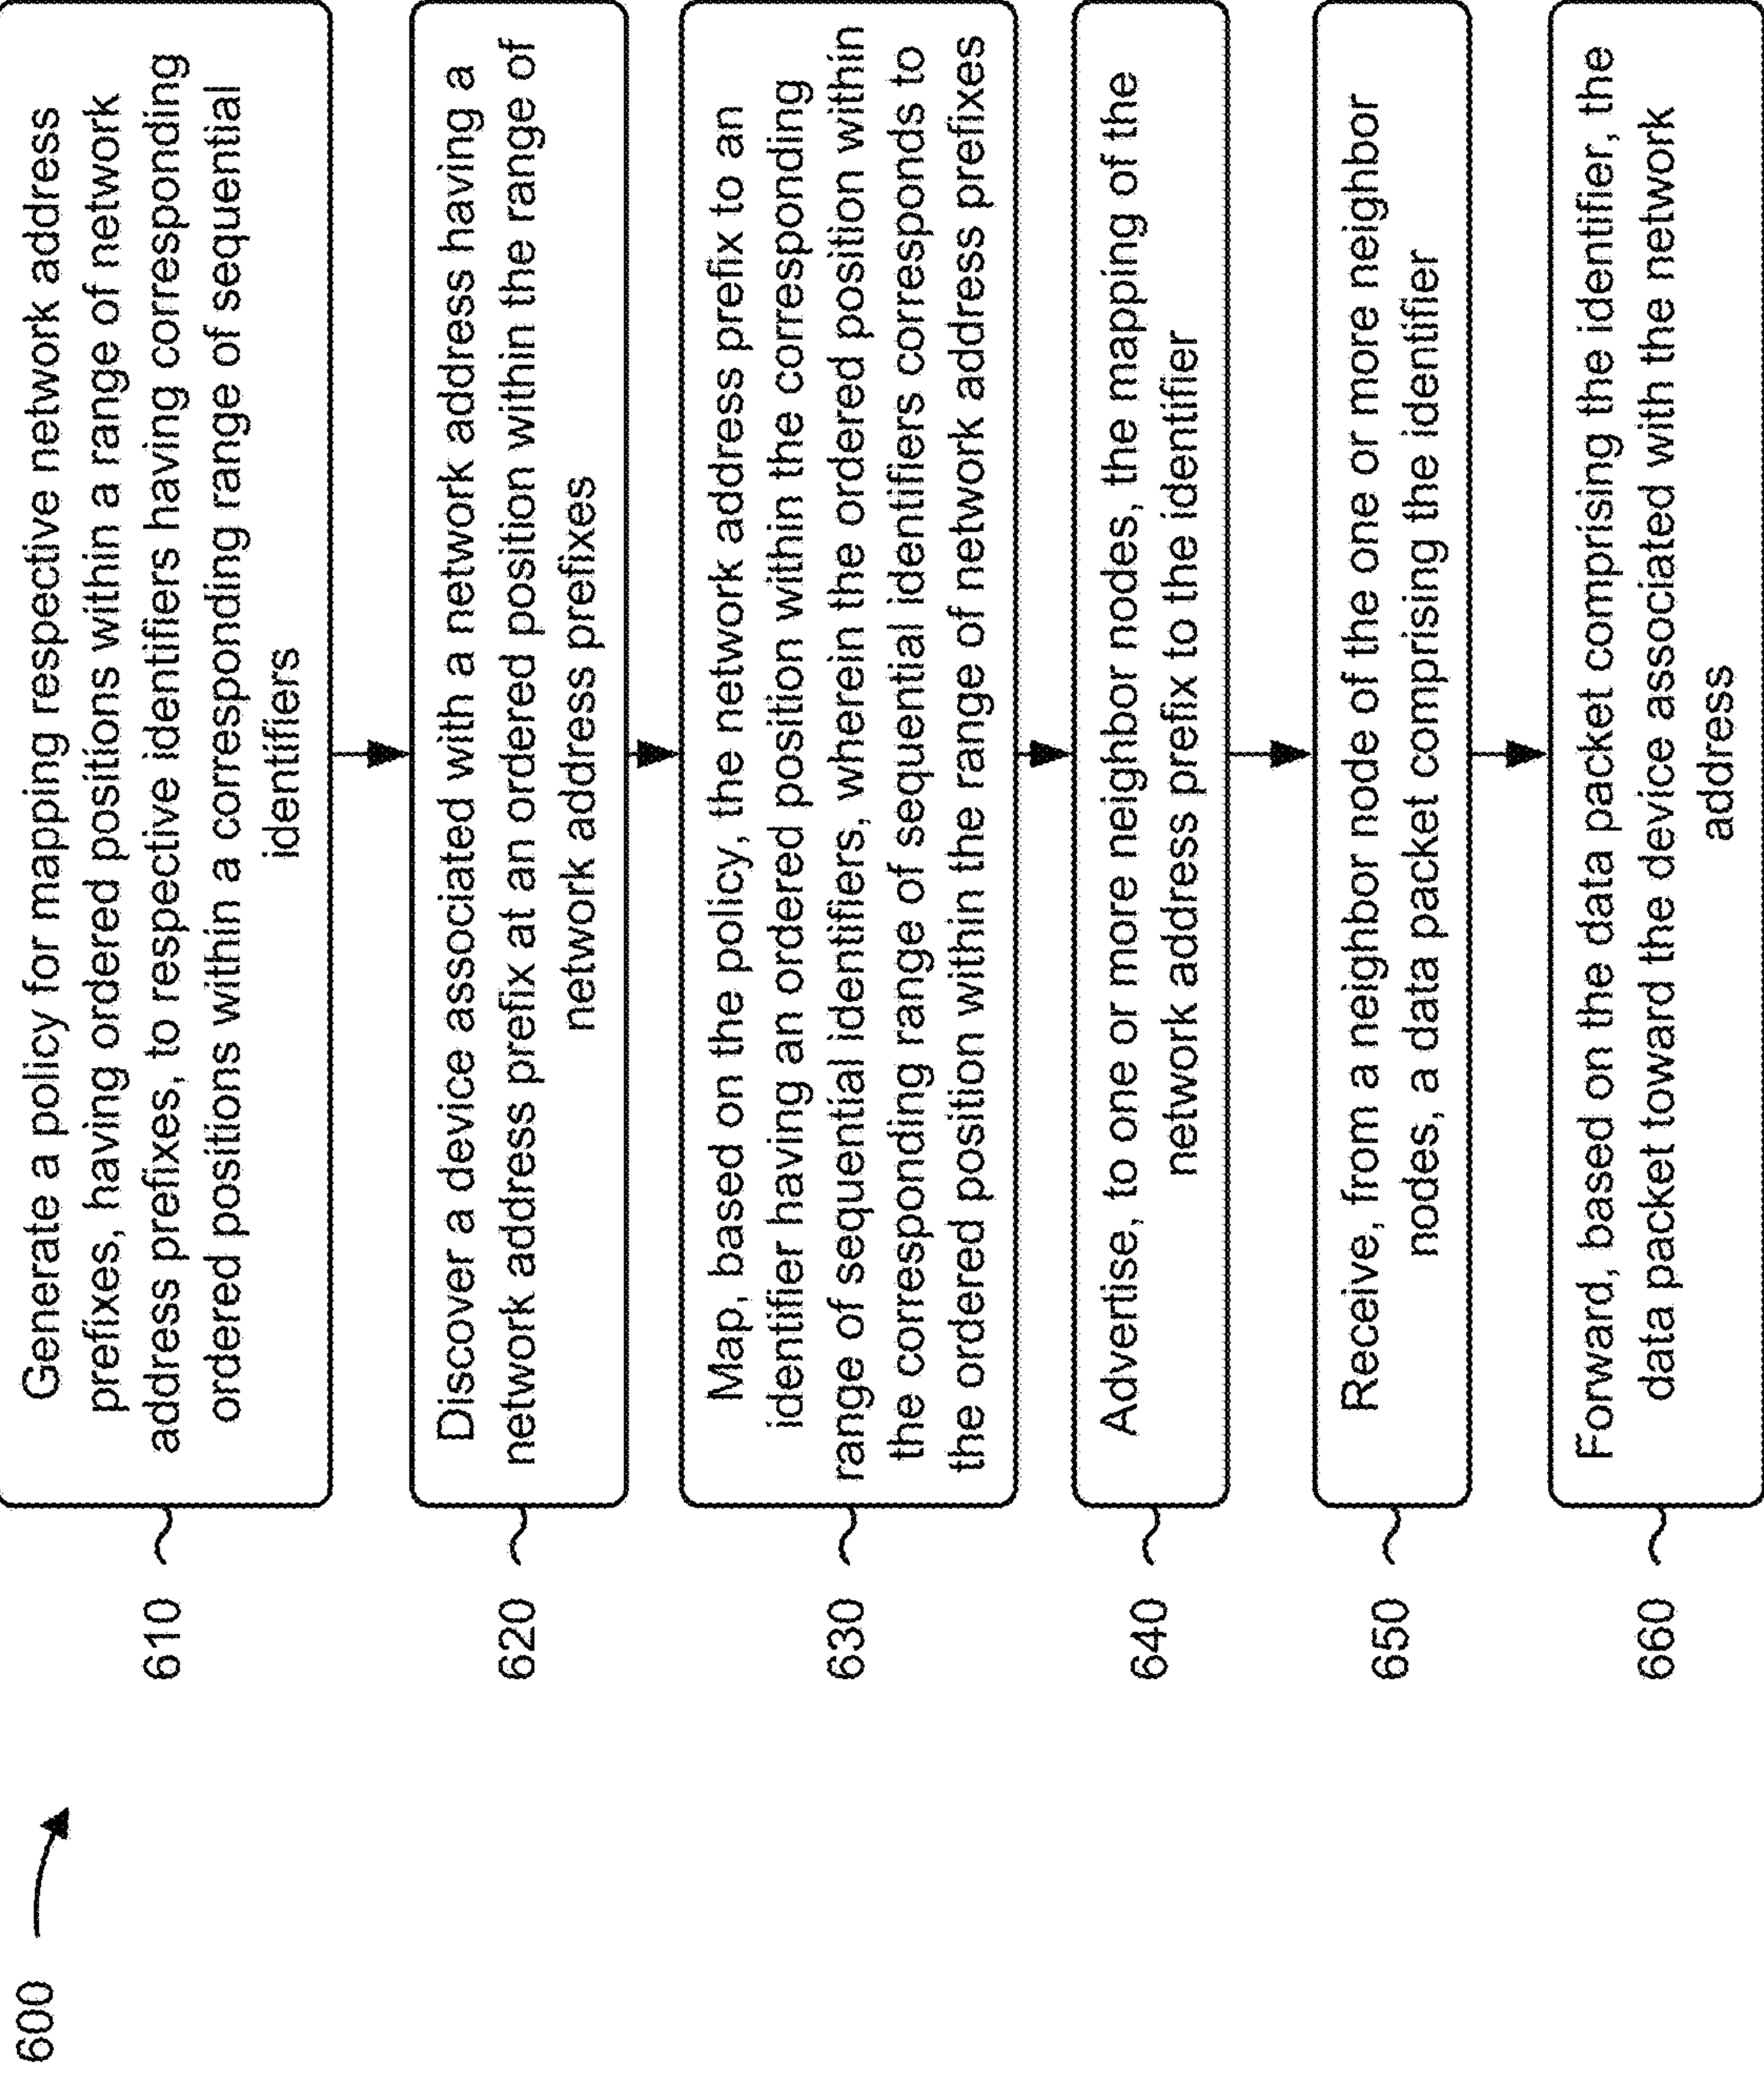 600
610
Generate a policy for mapping respective network address
prefixes, having ordered positions within a range of network
address prefixes, to respective identifiers having corresponding
ordered positions within a corresponding range of sequential
identifiers
620
Discover a device associated with a network address having a
network address prefix at an ordered position within the range of
network address prefixes
630
Map, based on the policy, the network address prefix to an
identifier having an ordered position within the corresponding
range of sequential identifiers, wherein the ordered position within
the corresponding range of sequential identifiers corresponds to
the ordered position within the range of network address prefixes
640
Advertise, to one or more neighbor nodes, the mapping of the
network address prefix to the identifier
650
Receive, from a neighbor node of the one or more neighbor
nodes, a data packet comprising the identifier
660
Forward, based on the data packet comprising the identifier, the
data packet toward the device associated with the network
address